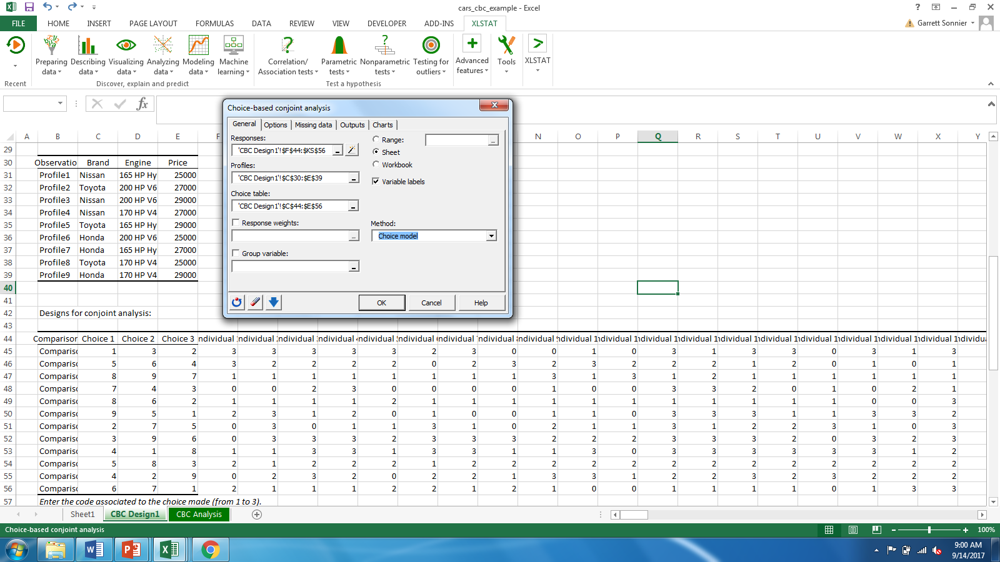 cars_cbc_example - Excel
FILE HOME INSERT PAGE LAYOUT FORMULAS DATA REVIEW VIEW DEVELOPER ADD-INS XLSTAT Garrett Sonnier
Preparing data Describing data Visualizing data Analyzing data Modeling data Machine learning Correlation/ Association tests Parametric tests Nonparametric tests Testing for outliers Advanced features Tools XLSTAT
Recent Discover, explain and predict Test a hypothesis
fx
Choice-based conjoint analysis
General Options Missing data Outputs Charts
Responses:
'CBC Design1'!$F$44:$KS$56
Profiles:
'CBC Design1'!$C$30:$E$39
Choice table:
'CBC Design1'!$C$44:$E$56
Response weights:
Group variable:
Range:
Sheet
Workbook
Variable labels
Method:
Choice model
OK Cancel Help
A B C D E F N O P Q R S T U V W X Y
29
30 Observatio Brand Engine Price
31 Profile1 Nissan 165 HP Hy 25000
32 Profile2 Toyota 200 HP V6 27000
33 Profile3 Nissan 200 HP V6 29000
34 Profile4 Nissan 170 HP V4 27000
35 Profile5 Toyota 165 HP Hy 29000
36 Profile6 Honda 200 HP V6 25000
37 Profile7 Honda 165 HP Hy 27000
38 Profile8 Toyota 170 HP V4 25000
39 Profile9 Honda 170 HP V4 29000
40
41
42 Designs for conjoint analysis:
43
44 Comparison Choice 1 Choice 2 Choice 3
45 Comparis 1 3 2 3 3 3 3 3 2 3 0 0 1 0 3 1 3 3 0 3 1 3
46 Comparis 5 6 4 3 2 2 2 2 0 2 3 2 3 2 2 2 1 2 0 1 0 1
47 Comparis 8 9 7 1 1 1 1 1 1 1 1 3 1 3 1 2 1 1 1 1 1 1
48 Comparis 7 4 3 0 0 2 3 0 0 0 0 1 0 0 3 3 2 0 1 0 2 1
49 Comparis 8 6 2 1 1 1 1 2 1 1 1 1 1 1 1 1 1 1 1 0 0 3
50 Comparis 9 5 1 2 3 1 2 0 1 0 0 1 1 0 3 3 3 1 1 3 3 2
51 Comparis 2 7 5 0 3 0 1 1 3 1 0 2 1 1 3 1 2 2 3 1 0 3
52 Comparis 3 9 6 0 3 3 3 2 3 3 3 2 2 2 3 3 3 2 0 3 2 3
53 Comparis 4 1 8 1 1 3 3 1 3 1 1 1 3 0 3 3 3 3 3 3 1 2
54 Comparis 5 8 3 2 1 2 2 2 1 2 2 2 2 2 2 2 2 2 2 2 2 2
55 Comparis 4 2 9 0 2 3 2 0 2 2 1 3 3 1 2 2 3 2 3 2 2 2
56 Comparis 6 7 1 2 1 1 1 2 2 1 2 1 0 0 1 1 1 1 0 1 3 3
57 Enter the code associated to the choice made (from 1 to 3).
Sheet1 CBC Design1 CBC Analysis
Choice-based conjoint analysis 100%
9:00 AM
9/14/2017